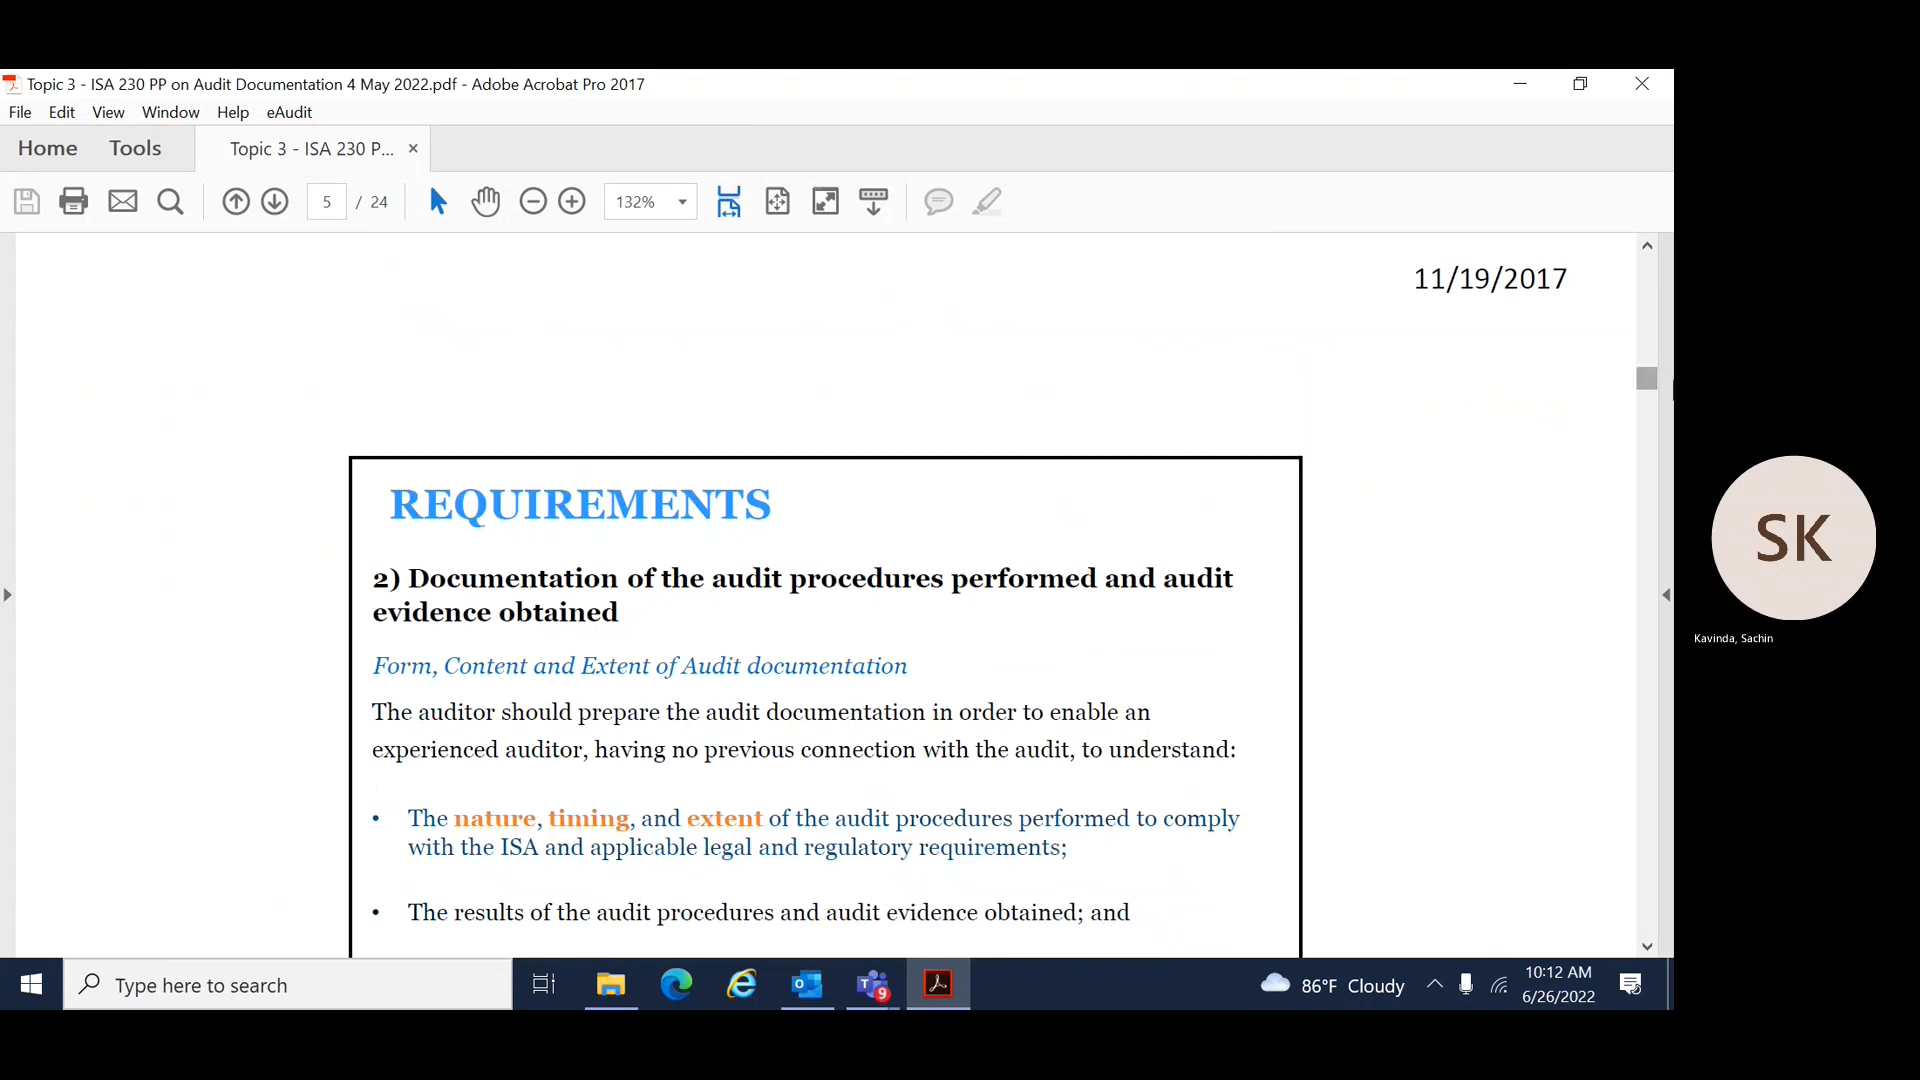 Topic 3 - ISA 230 PP on Audit Documentation 4 May 2022.pdf - Adobe Acrobat Pro 2017
File Edit View Window Help eAudit
Home Tools Topic 3 - ISA 230 P... ×
5 / 24 132%
11/19/2017
REQUIREMENTS
2) Documentation of the audit procedures performed and audit
evidence obtained
Form, Content and Extent of Audit documentation
The auditor should prepare the audit documentation in order to enable an
experienced auditor, having no previous connection with the audit, to understand:
• The nature, timing, and extent of the audit procedures performed to comply
with the ISA and applicable legal and regulatory requirements;
• The results of the audit procedures and audit evidence obtained; and
SK
Kavinda, Sachin
Type here to search
9
86°F Cloudy
10:12 AM
6/26/2022